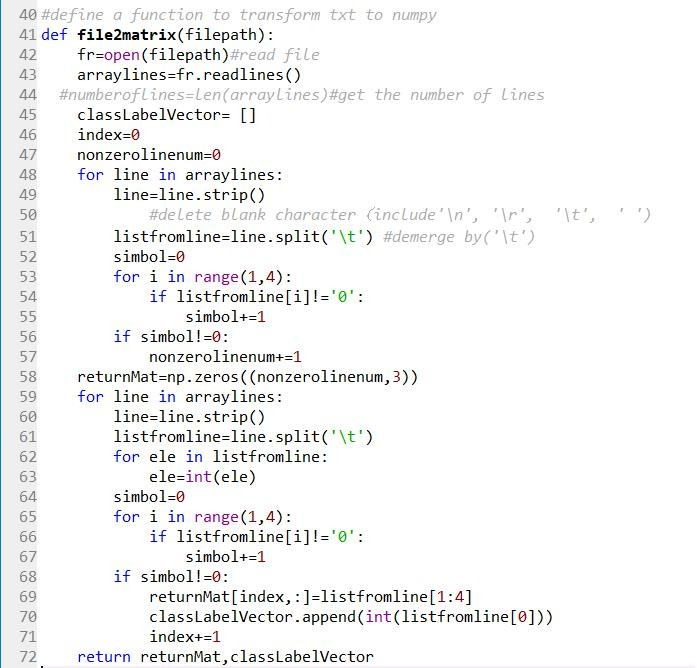 40 #define a function to transform txt to numpy
41 def file2matrix(filepath):
42     fr=open(filepath)#read file
43     arraylines=fr.readlines()
44   #numberoflines=len(arraylines)#get the number of lines
45     classLabelVector= []
46     index=0
47     nonzerolinenum=0
48     for line in arraylines:
49         line=line.strip()
50             #delete blank character (include'\n', '\r',  '\t',  ' ')
51         listfromline=line.split('\t') #demerge by('\t')
52         simbol=0
53         for i in range(1,4):
54             if listfromline[i]!='0':
55                 simbol+=1
56         if simbol!=0:
57             nonzerolinenum+=1
58     returnMat=np.zeros((nonzerolinenum,3))
59     for line in arraylines:
60         line=line.strip()
61         listfromline=line.split('\t')
62         for ele in listfromline:
63             ele=int(ele)
64         simbol=0
65         for i in range(1,4):
66             if listfromline[i]!='0':
67                 simbol+=1
68         if simbol!=0:
69             returnMat[index,:]=listfromline[1:4]
70             classLabelVector.append(int(listfromline[0]))
71             index+=1
72     return returnMat,classLabelVector